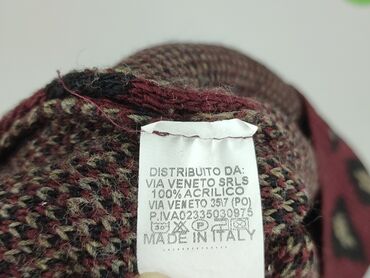 DISTRIBUITO DA:
VIA VENETO SRLS
100% ACRILICO
VIA VENETO 35/7 (PO)
P.IVA02335030975
MADE IN ITALY